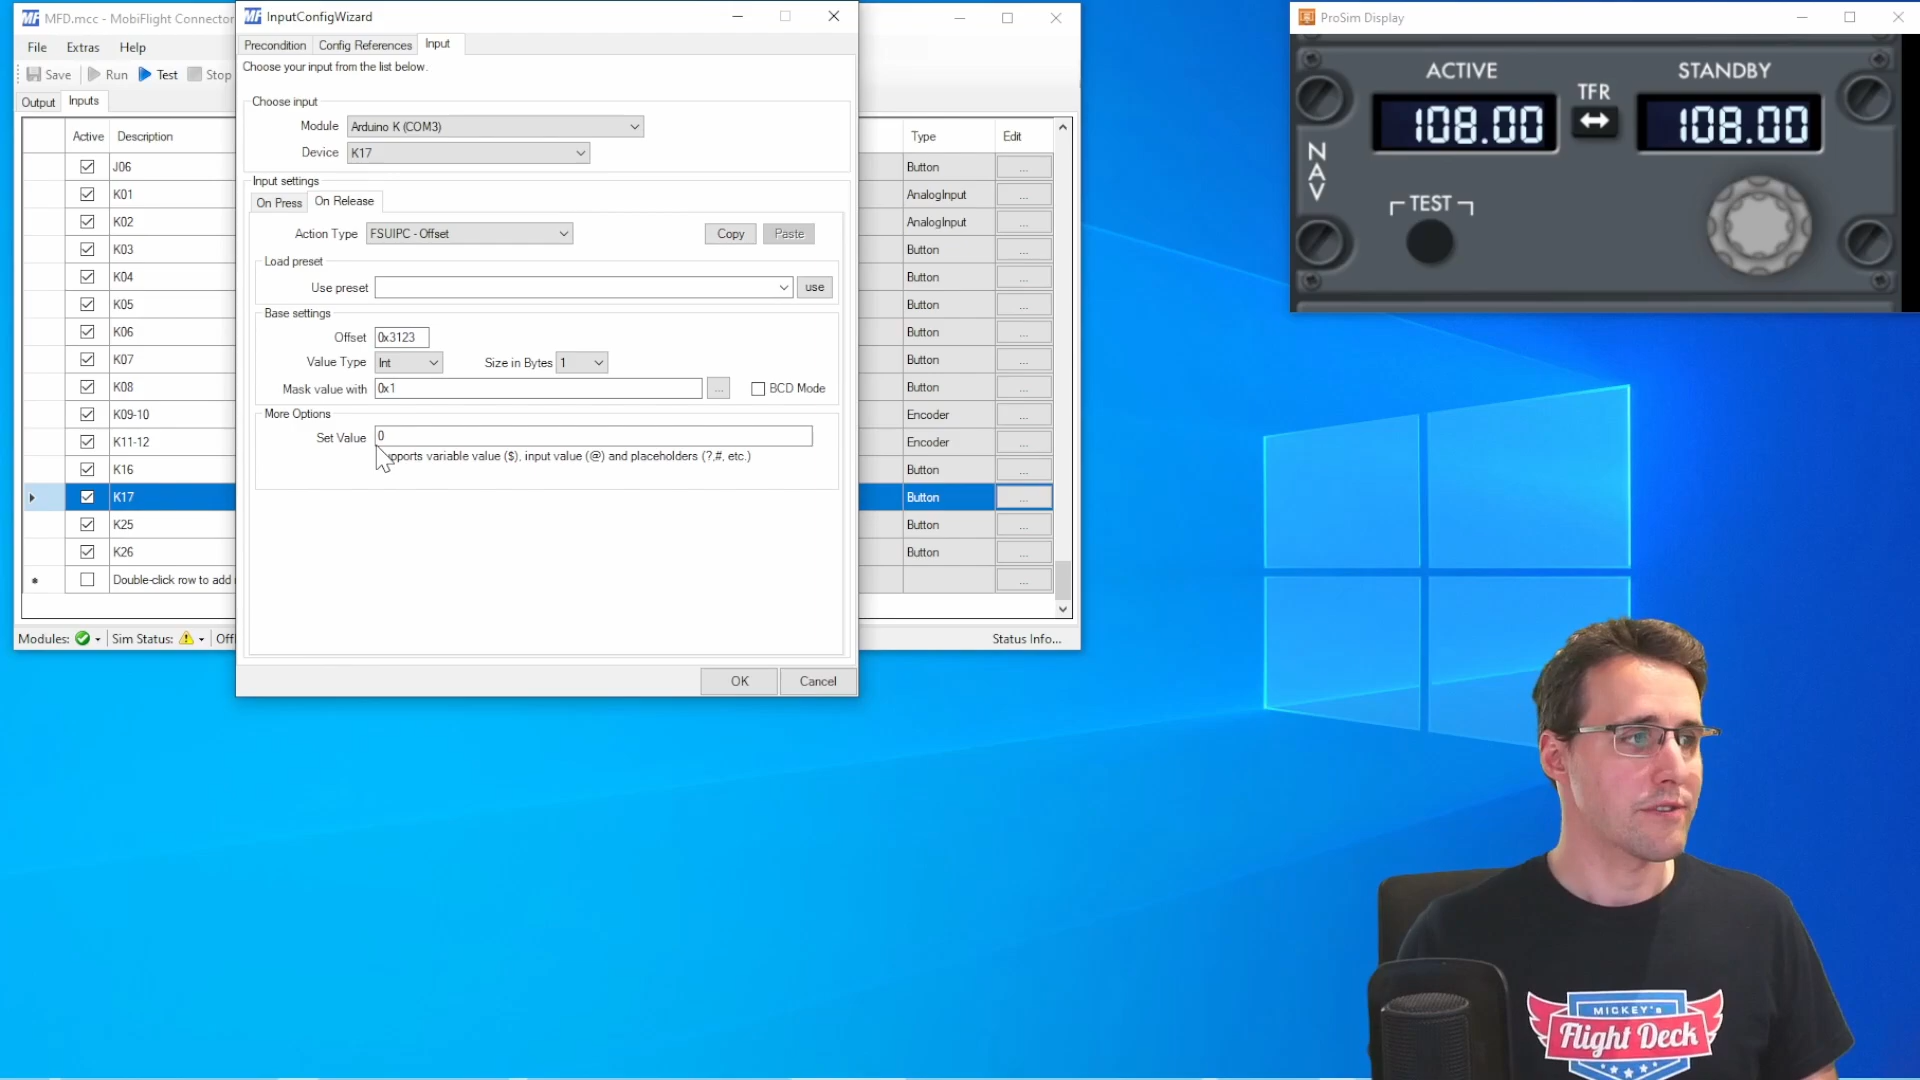 MFD.mcc - MobiFlight Connector
File Extras Help
Save Run Test Stop
Output Inputs
Active Description Type Edit
J06 Button ...
K01 AnalogInput ...
K02 AnalogInput ...
K03 Button ...
K04 Button ...
K05 Button ...
K06 Button ...
K07 Button ...
K08 Button ...
K09-10 Encoder ...
K11-12 Encoder ...
K16 Button ...
K17 Button ...
K25 Button ...
K26 Button ...
Double-click row to add ...
Modules: Sim Status: Status Info...
InputConfigWizard
Precondition Config References Input
Choose your input from the list below.
Choose input
Module Arduino K (COM3)
Device K17
Input settings
On Press On Release
Action Type FSUIPC - Offset Copy Paste
Load preset
Use preset use
Base settings
Offset 0x3123
Value Type Int Size in Bytes 1
Mask value with 0x1 ... BCD Mode
More Options
Set Value 0
variable value ($), input value (@) and placeholders (?,#, etc.)
OK Cancel
ProSim Display
ACTIVE STANDBY
TFR
108.00 108.00
NAV
TEST
MICKEY's
Flight Deck